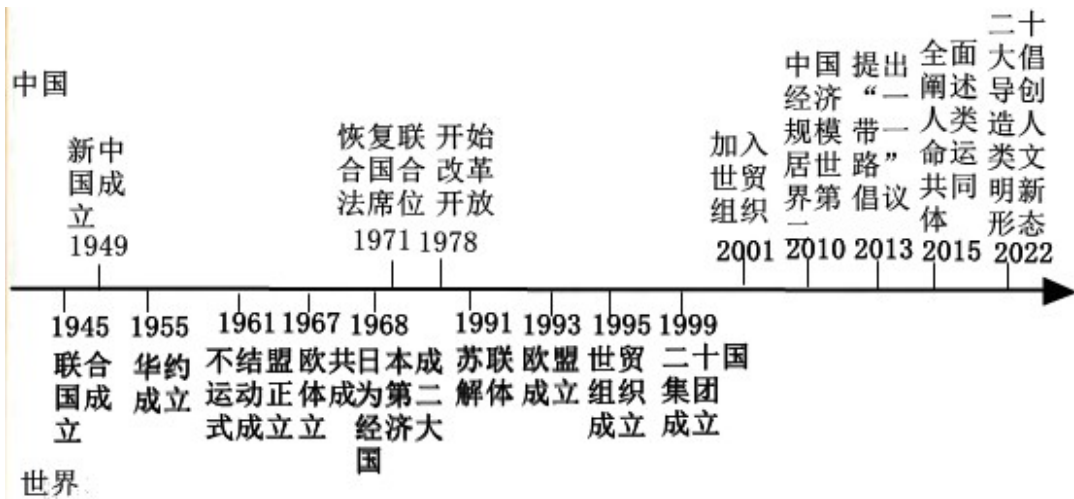 中国
新中
国成
立
1949
恢复联
合国合
法席位
1971
开始
改革
开放
1978
加入
世贸
组织
2001
中国
经济
规模
居世
界第
二
2010
提出
“一
带一
路”
倡议
2013
全面
阐述
人类
命运
共同
体
2015
二十
大倡
导创
造人
类文
明新
形态
2022
1945
联合
国成
立
1955
华约
成立
1961
不结盟
运动正
式成立
1967
欧共
体成
立
1968
日本成
为第二
经济大
国
1991
苏联
解体
1993
欧盟
成立
1995
世贸
组织
成立
1999
二十国
集团
成立
世界